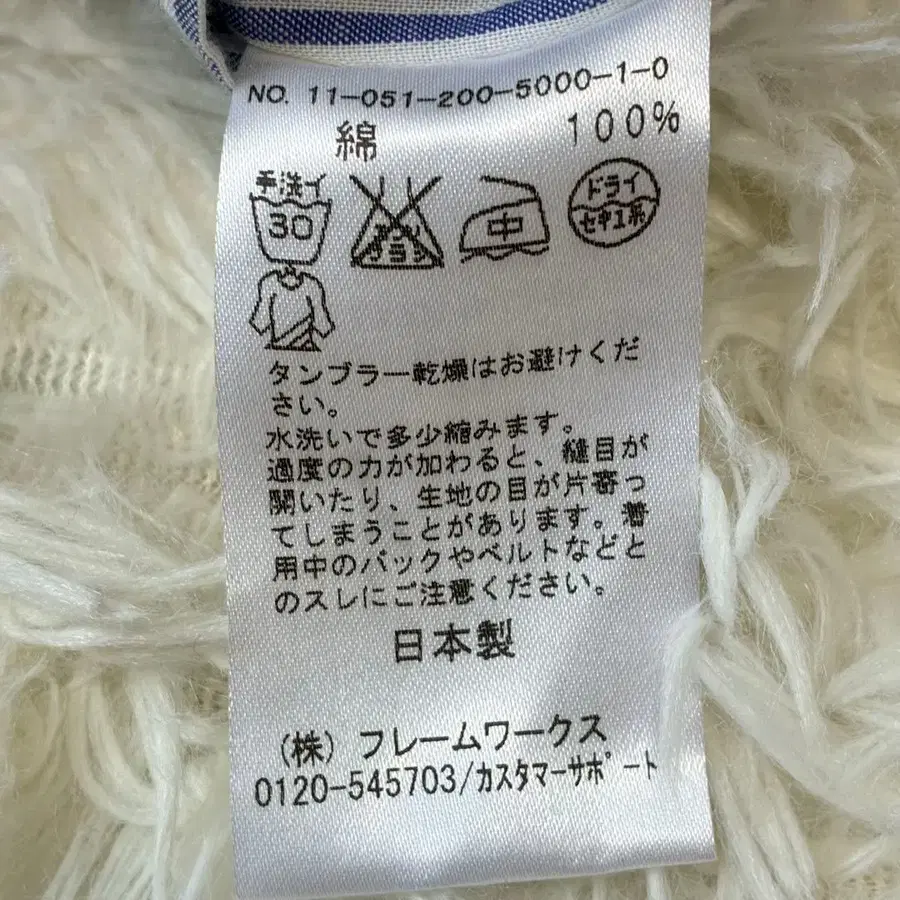 NO. 11-051-200-5000-1-0
綿 100%
手洗イ
30
エンソ
サラシ
中
ドライ
セキユ系
タンブラー乾燥はお避けくだ
さい。
水洗いで多少縮みます。
過度の力が加わると、縫目が
開いたり、生地の目が片寄っ
てしまうことがあります。着
用中のバックやベルトなどと
のスレにご注意ください。
日本製
(株)フレームワークス
0120-545703/カスタマーサポート